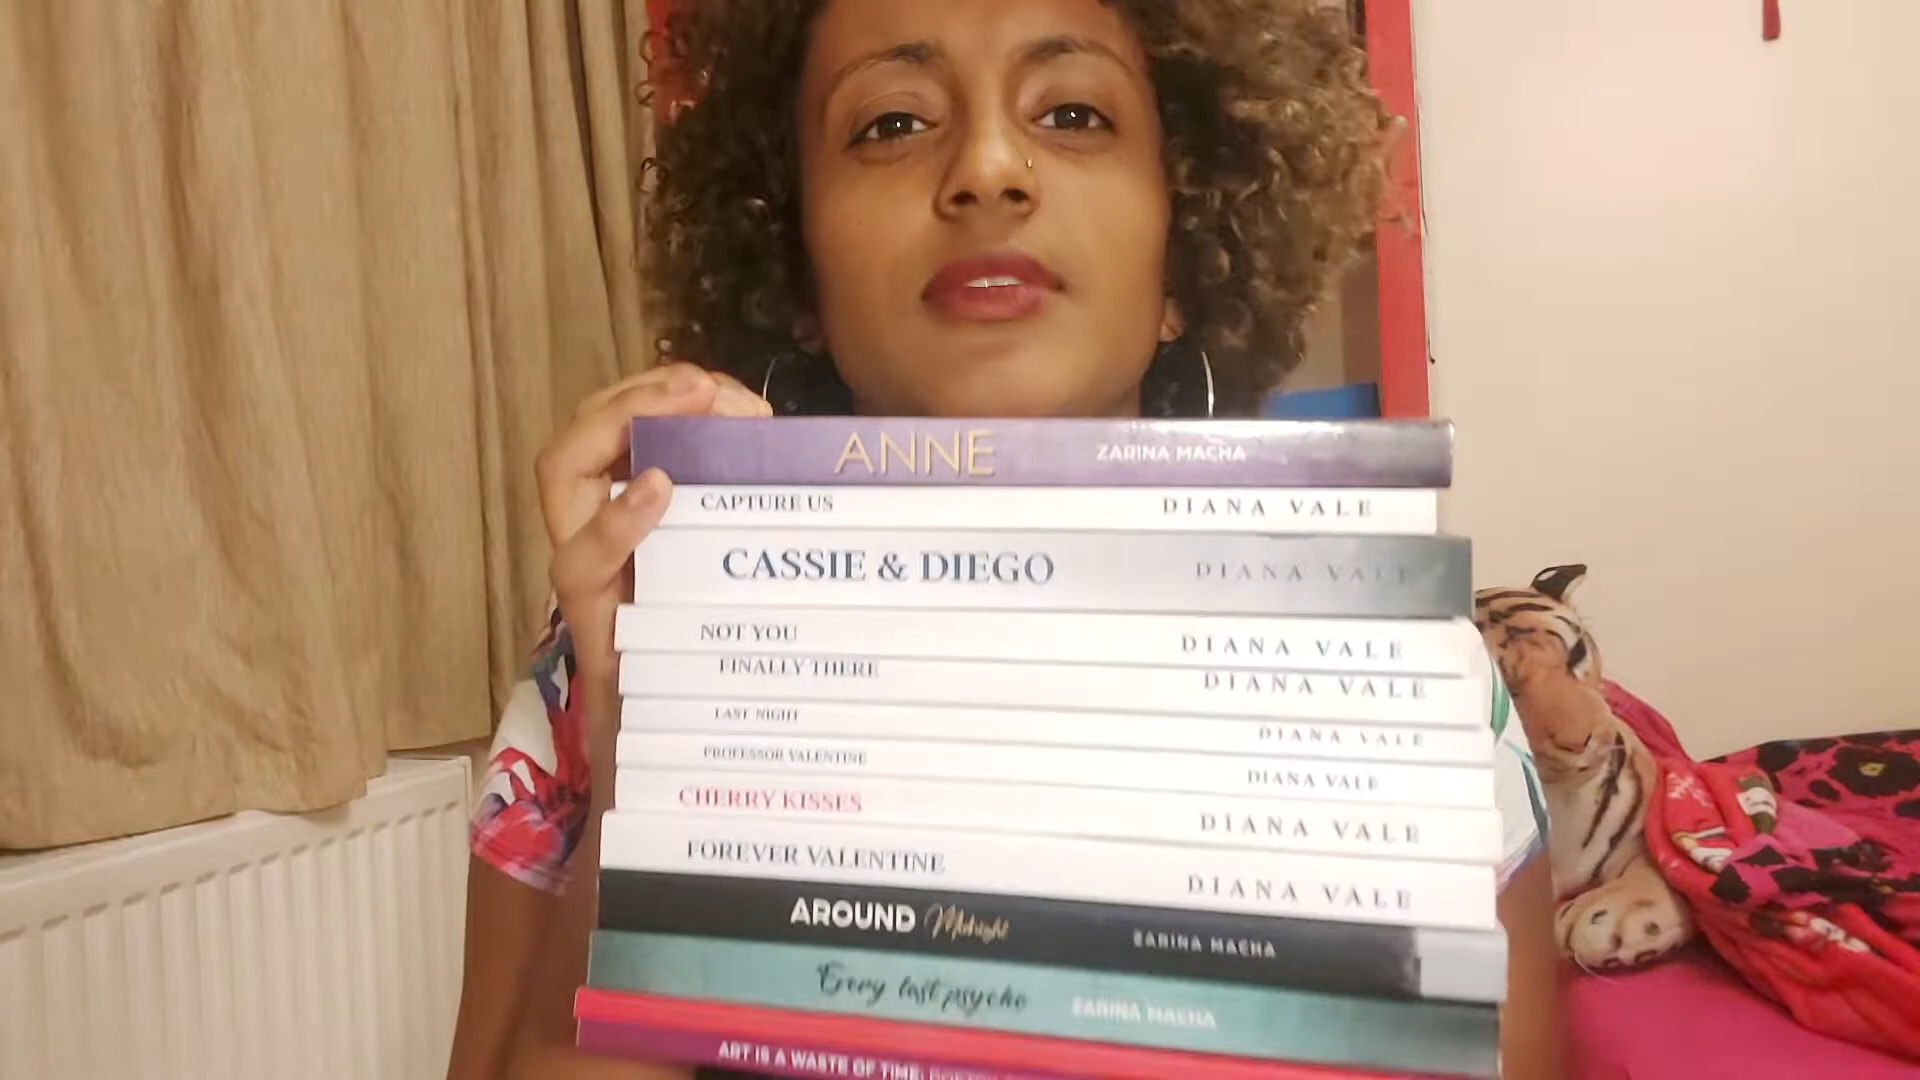 ANNE ZARINA MACHA
CAPTURE US DIANA VALE
CASSIE & DIEGO DIANA VALE
NOT YOU DIANA VALE
FINALLY THERE DIANA VALE
LAST NIGHT DIANA VALE
PROFESSOR VALENTINE DIANA VALE
CHERRY KISSES DIANA VALE
FOREVER VALENTINE DIANA VALE
AROUND Midnight ZARINA MACHA
Every last psycho ZARINA MACHA
ART IS A WASTE OF TIME: